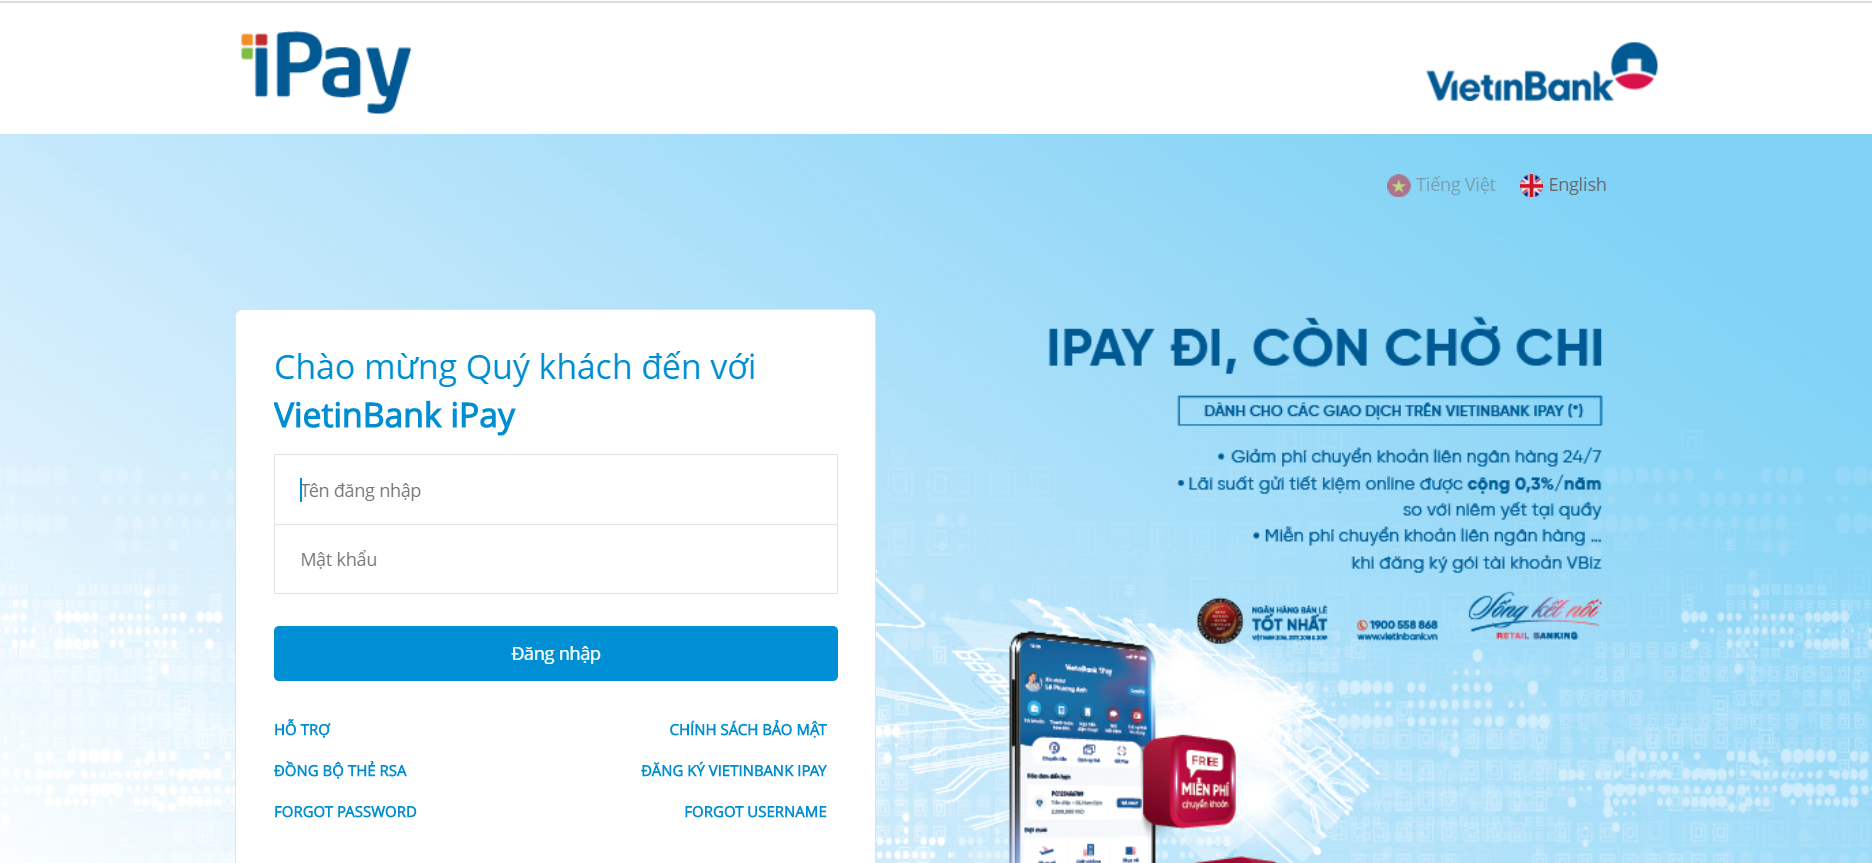 iPay
VietinBank
Tiếng Việt
English
Chào mừng Quý khách đến với
VietinBank iPay
Tên đăng nhập
Mật khẩu
Đăng nhập
HỖ TRỢ
CHÍNH SÁCH BẢO MẬT
ĐỒNG BỘ THẺ RSA
ĐĂNG KÝ VIETINBANK IPAY
FORGOT PASSWORD
FORGOT USERNAME
IPAY ĐI, CÒN CHỜ CHI
DÀNH CHO CÁC GIAO DỊCH TRÊN VIETINBANK IPAY (*)
• Giảm phí chuyển khoản liên ngân hàng 24/7
• Lãi suất gửi tiết kiệm online được cộng 0,3%/năm
so với niêm yết tại quầy
• Miễn phí chuyển khoản liên ngân hàng ...
khi đăng ký gói tài khoản VBiz
NGÂN HÀNG BÁN LẺ
TỐT NHẤT
1900 558 868
www.vietinbank.vn
Sống kết nối
RETAIL BANKING
VietinBank iPay
Lê Phương Anh
FREE
MIỄN PHÍ
chuyển khoản